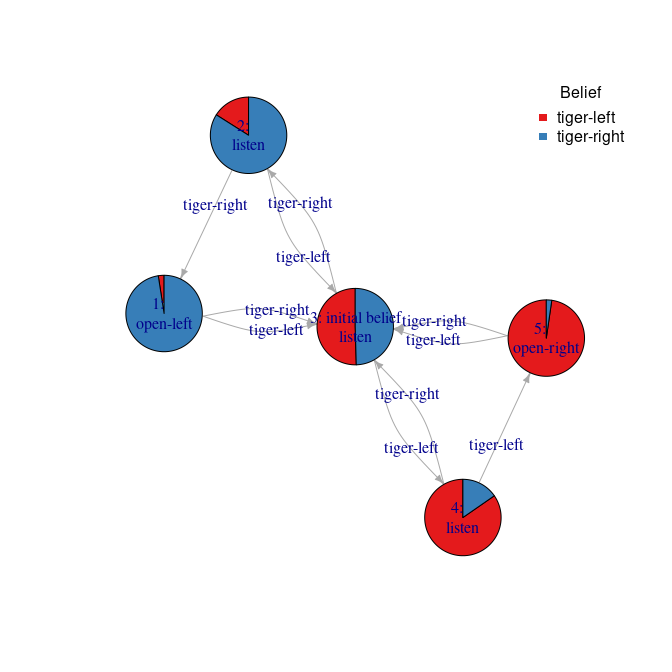 Belief
tiger-left
tiger-right
2:
listen
tiger-right
tiger-right
tiger-left
1:
open-left
tiger-right
tiger-left
3: initial belief
listen
tiger-right
tiger-left
5:
open-right
tiger-right
tiger-left
tiger-left
4:
listen